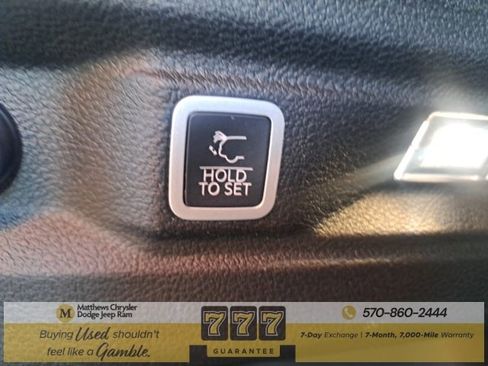 HOLD
TO SET
M
Matthews Chrysler
Dodge Jeep Ram
570-860-2444
Buying Used shouldn't
feel like a Gamble.
777
GUARANTEE
7-Day Exchange | 7-Month, 7,000-Mile Warranty